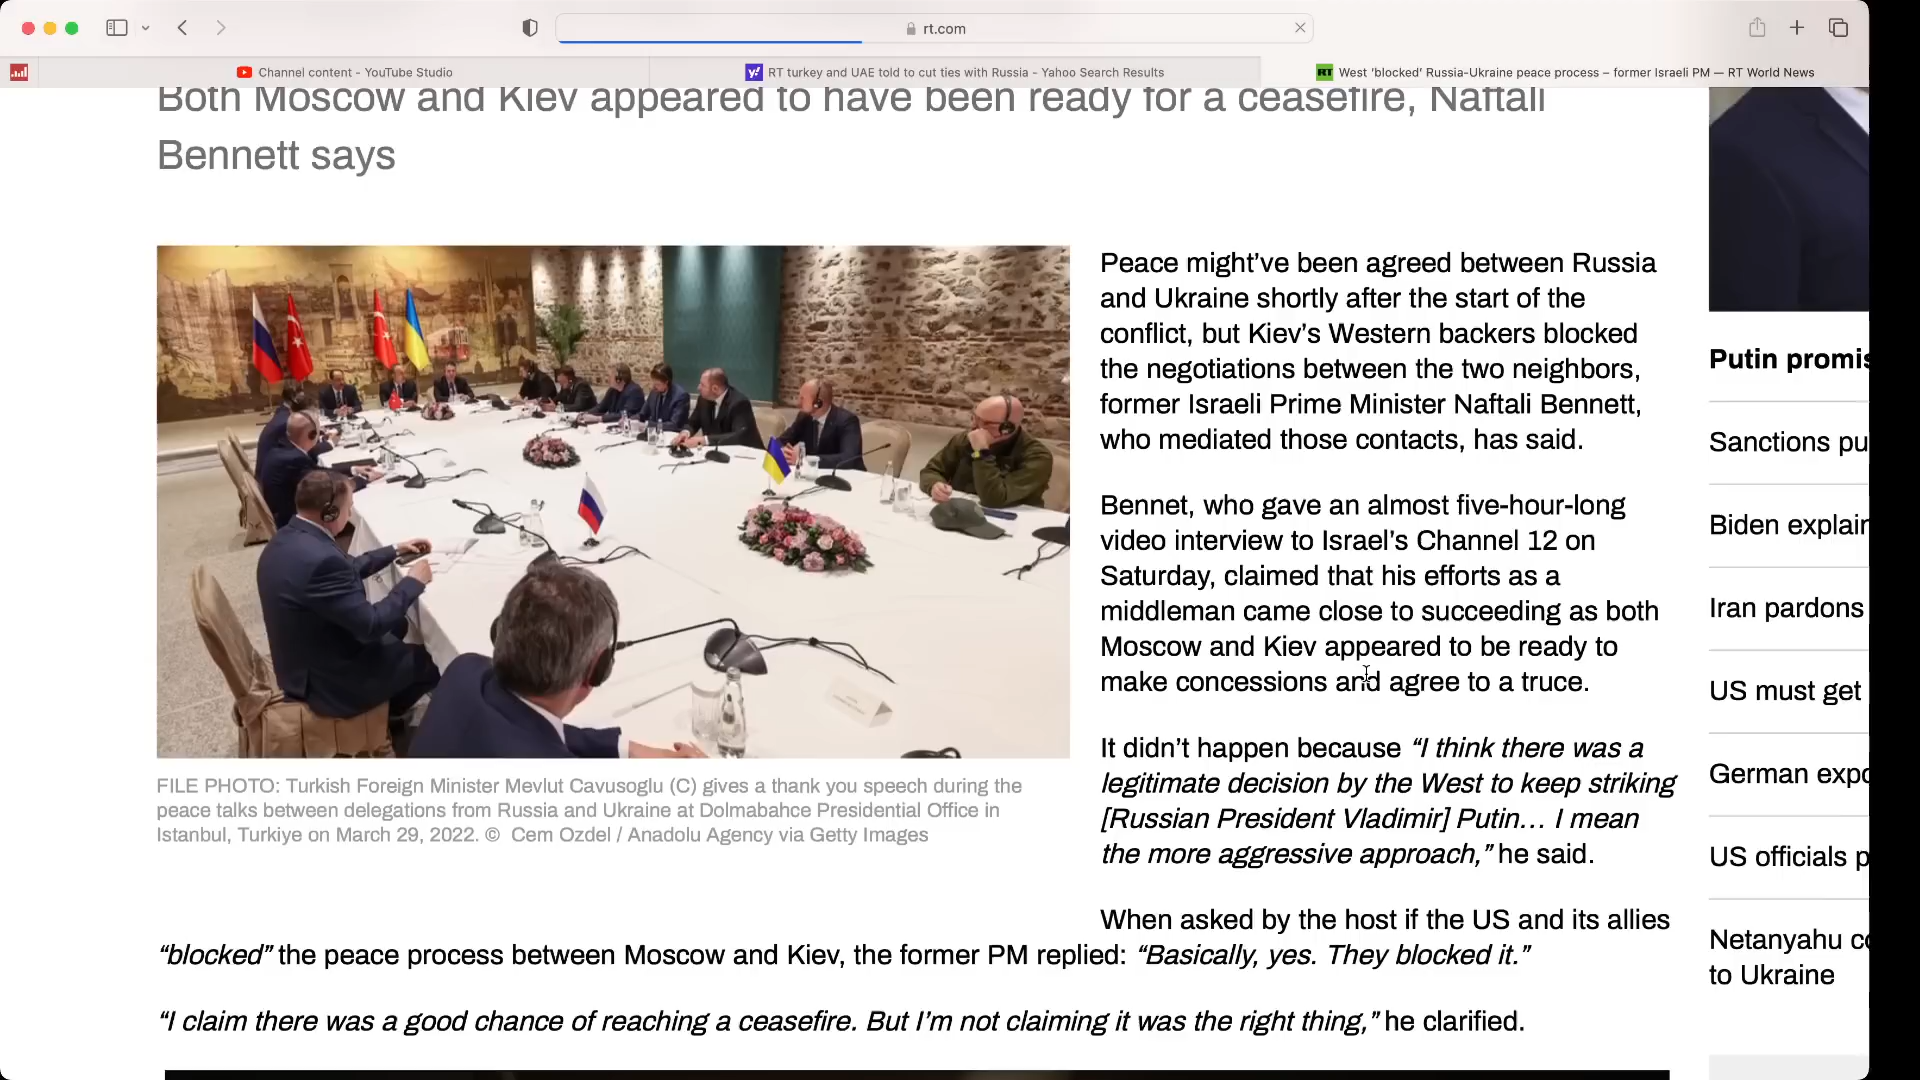 rt.com
Channel content - YouTube Studio
RT turkey and UAE told to cut ties with Russia - Yahoo Search Results
RT
West 'blocked' Russia-Ukraine peace process – former Israeli PM — RT World News
Both Moscow and Kiev appeared to have been ready for a ceasefire, Naftali
Bennett says
Peace might’ve been agreed between Russia
and Ukraine shortly after the start of the
conflict, but Kiev’s Western backers blocked
the negotiations between the two neighbors,
former Israeli Prime Minister Naftali Bennett,
who mediated those contacts, has said.
Bennet, who gave an almost five-hour-long
video interview to Israel’s Channel 12 on
Saturday, claimed that his efforts as a
middleman came close to succeeding as both
Moscow and Kiev appeared to be ready to
make concessions and agree to a truce.
FILE PHOTO: Turkish Foreign Minister Mevlut Cavusoglu (C) gives a thank you speech during the
peace talks between delegations from Russia and Ukraine at Dolmabahce Presidential Office in
Istanbul, Turkiye on March 29, 2022. © Cem Ozdel / Anadolu Agency via Getty Images
It didn’t happen because “I think there was a
legitimate decision by the West to keep striking
[Russian President Vladimir] Putin… I mean
the more aggressive approach,” he said.
When asked by the host if the US and its allies
“blocked” the peace process between Moscow and Kiev, the former PM replied: “Basically, yes. They blocked it.”
“I claim there was a good chance of reaching a ceasefire. But I’m not claiming it was the right thing,” he clarified.
Putin promis
Sanctions pu
Biden explain
Iran pardons
US must get
German expo
US officials p
Netanyahu co
to Ukraine